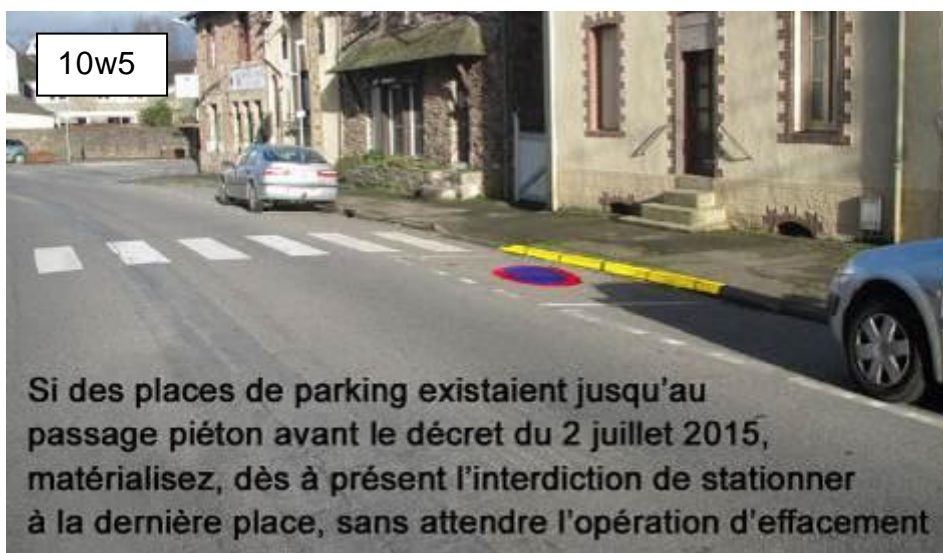 10w5
Si des places de parking existaient jusqu'au
passage piéton avant le décret du 2 juillet 2015,
matérialisez, dès à présent l'interdiction de stationner
à la dernière place, sans attendre l'opération d'effacement